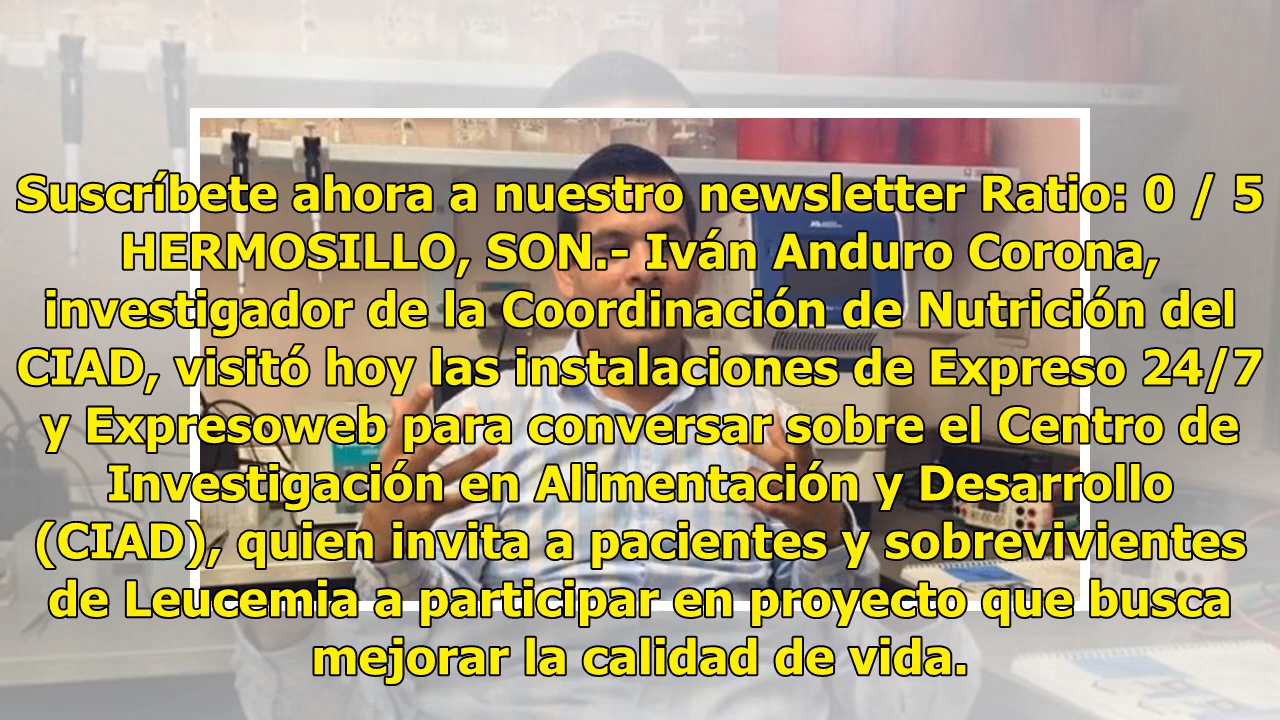 Suscríbete ahora a nuestro newsletter Ratio: 0 / 5
HERMOSILLO, SON.- Iván Anduro Corona,
investigador de la Coordinación de Nutrición del
CIAD, visitó hoy las instalaciones de Expreso 24/7
y Expresoweb para conversar sobre el Centro de
Investigación en Alimentación y Desarrollo
(CIAD), quien invita a pacientes y sobrevivientes
de Leucemia a participar en proyecto que busca
mejorar la calidad de vida.